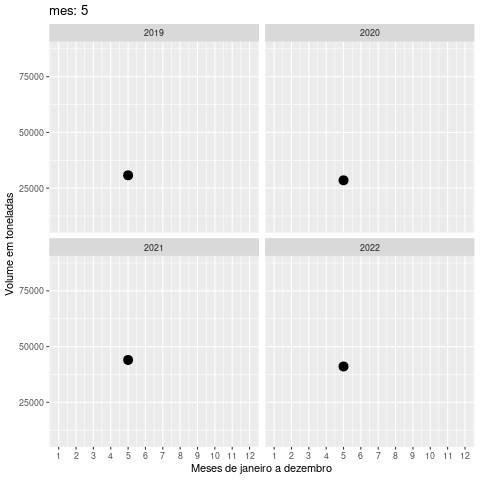 mes: 5
2019 2020
75000
50000
25000
2021 2022
75000
50000
25000
Volume em toneladas
1 2 3 4 5 6 7 8 9 10 11 12 1 2 3 4 5 6 7 8 9 10 11 12
Meses de janeiro a dezembro